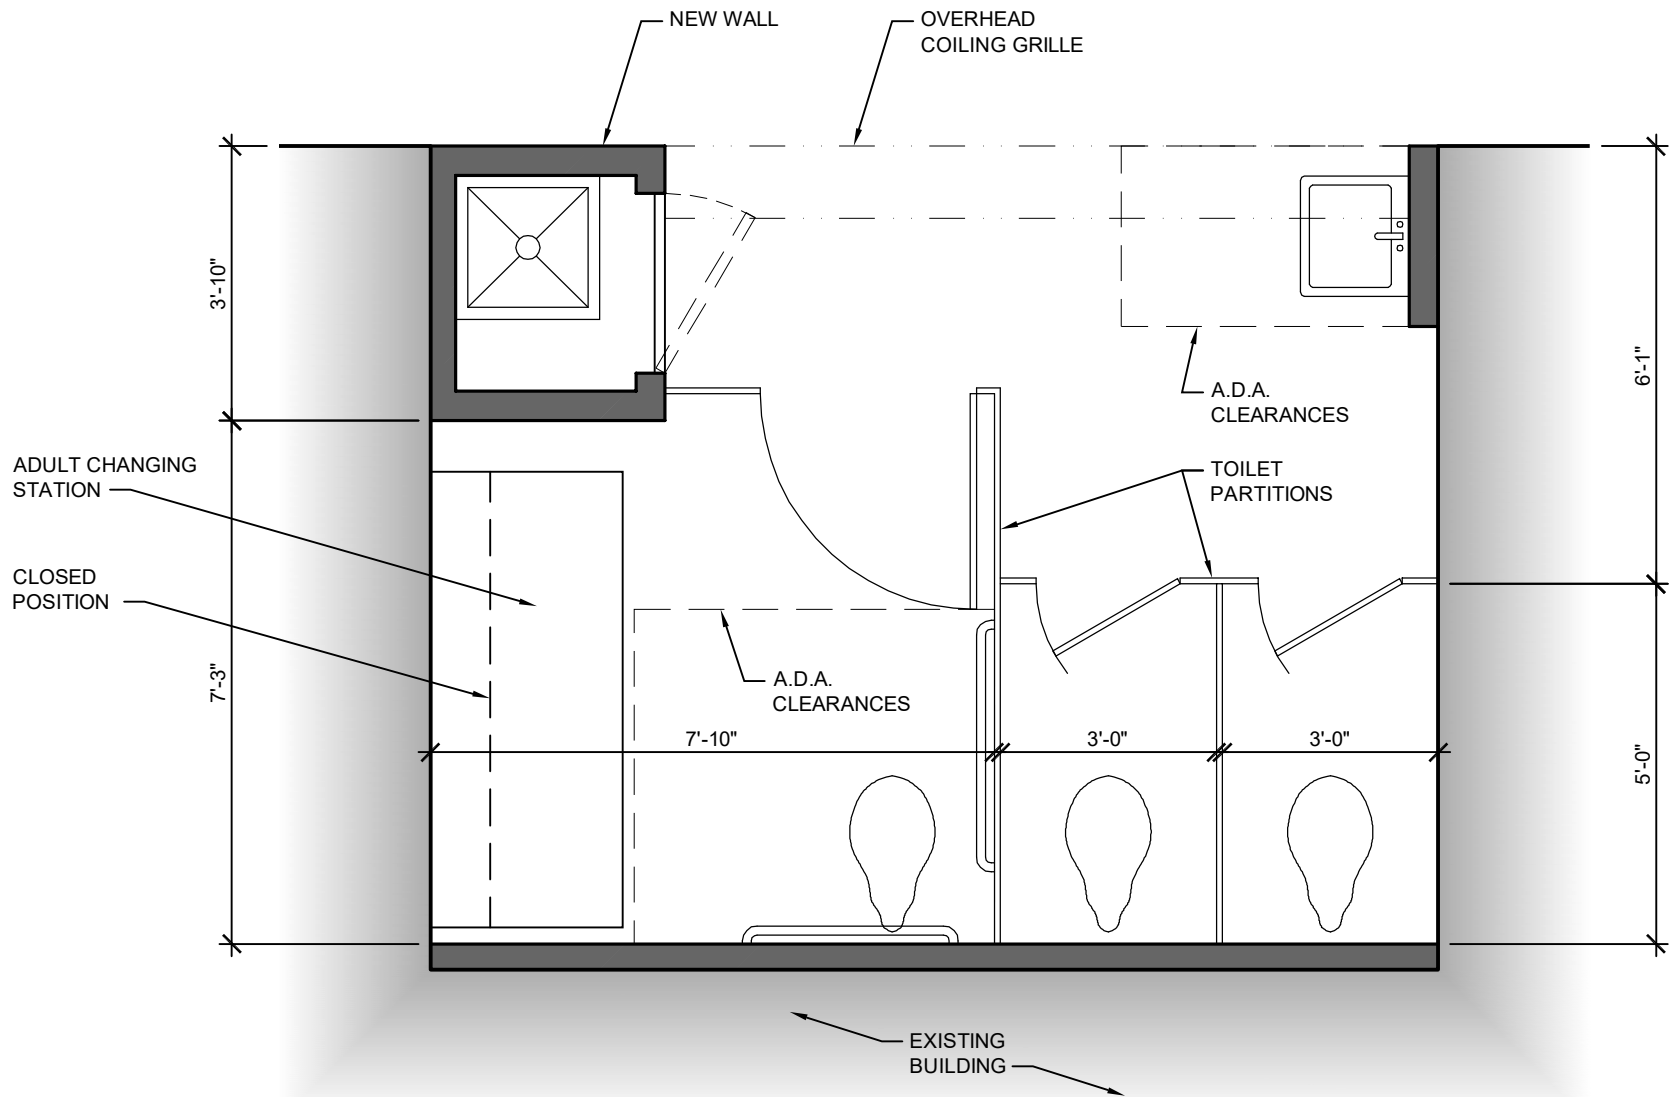 NEW WALL
OVERHEAD
COILING GRILLE
3'-10"
6'-1"
A.D.A.
CLEARANCES
ADULT CHANGING
STATION
TOILET
PARTITIONS
CLOSED
POSITION
7'-3"
A.D.A.
CLEARANCES
7'-10"
3'-0"
3'-0"
5'-0"
EXISTING
BUILDING